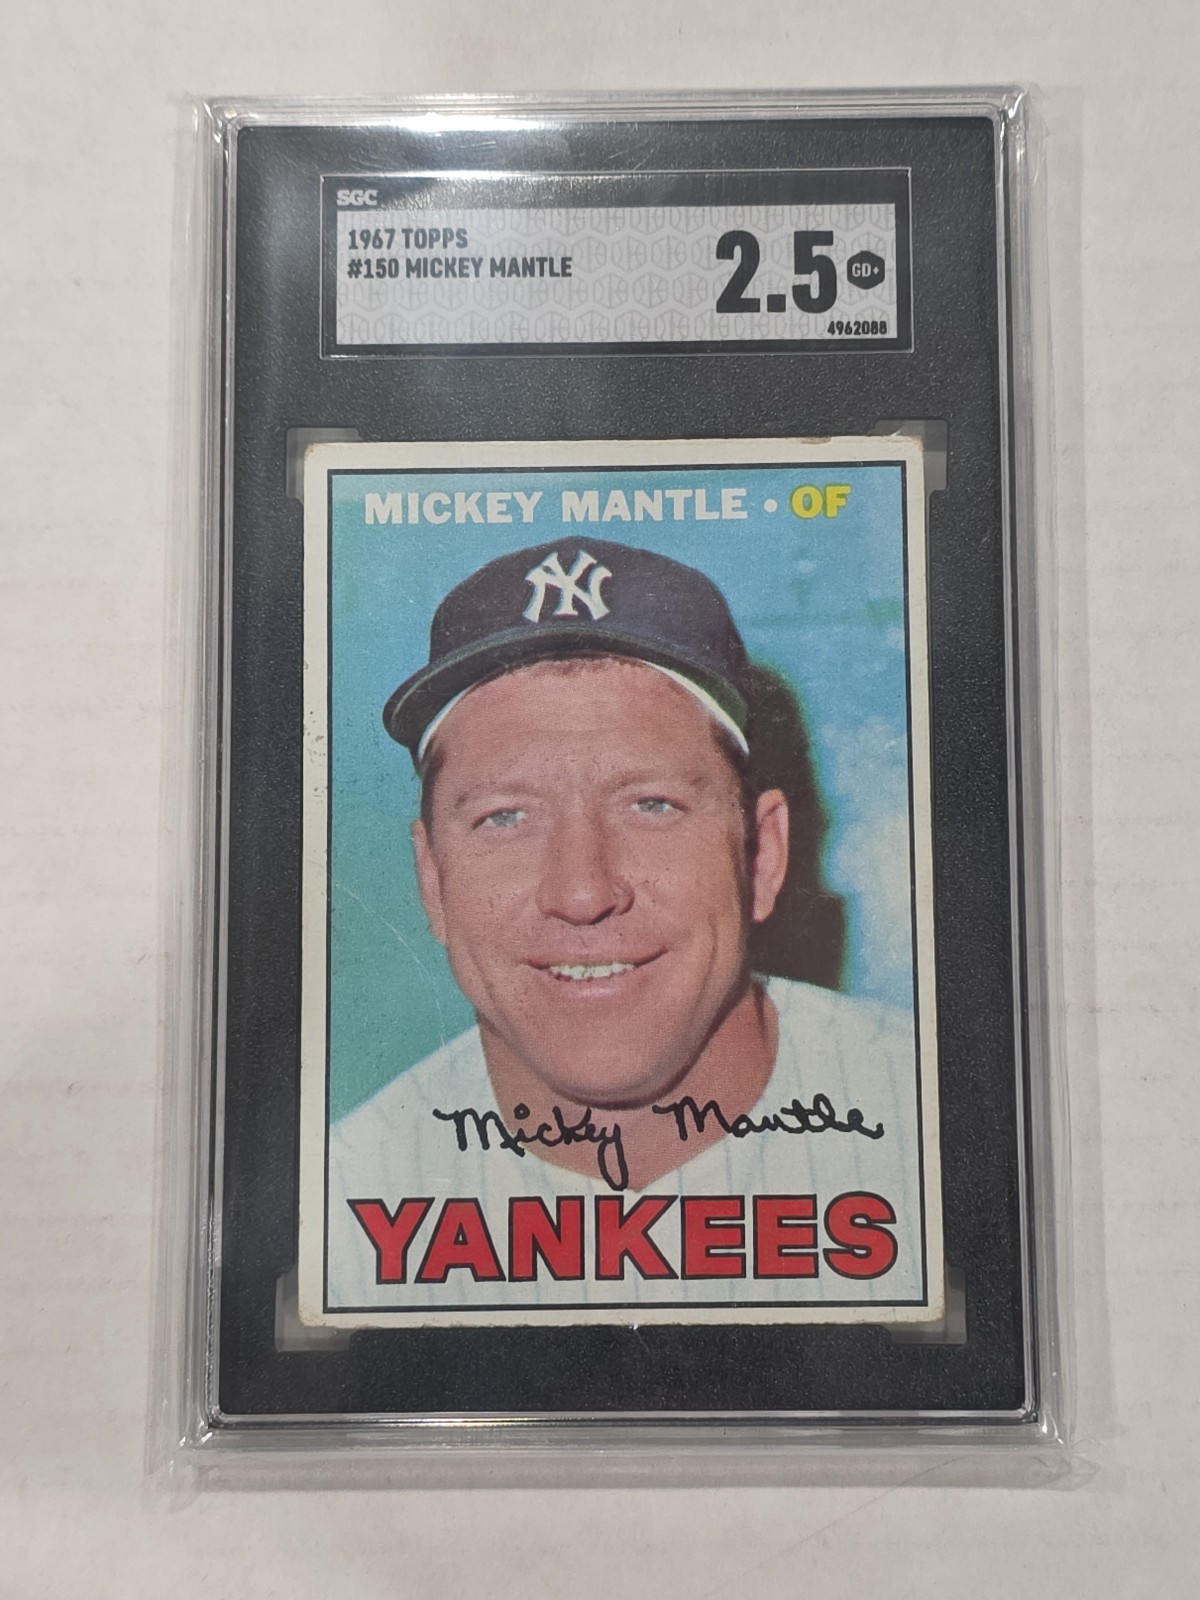 SGC
1967 TOPPS
#150 MICKEY MANTLE
2.5 GD+
4962088
MICKEY MANTLE • OF
NY
Mickey Mantle
YANKEES